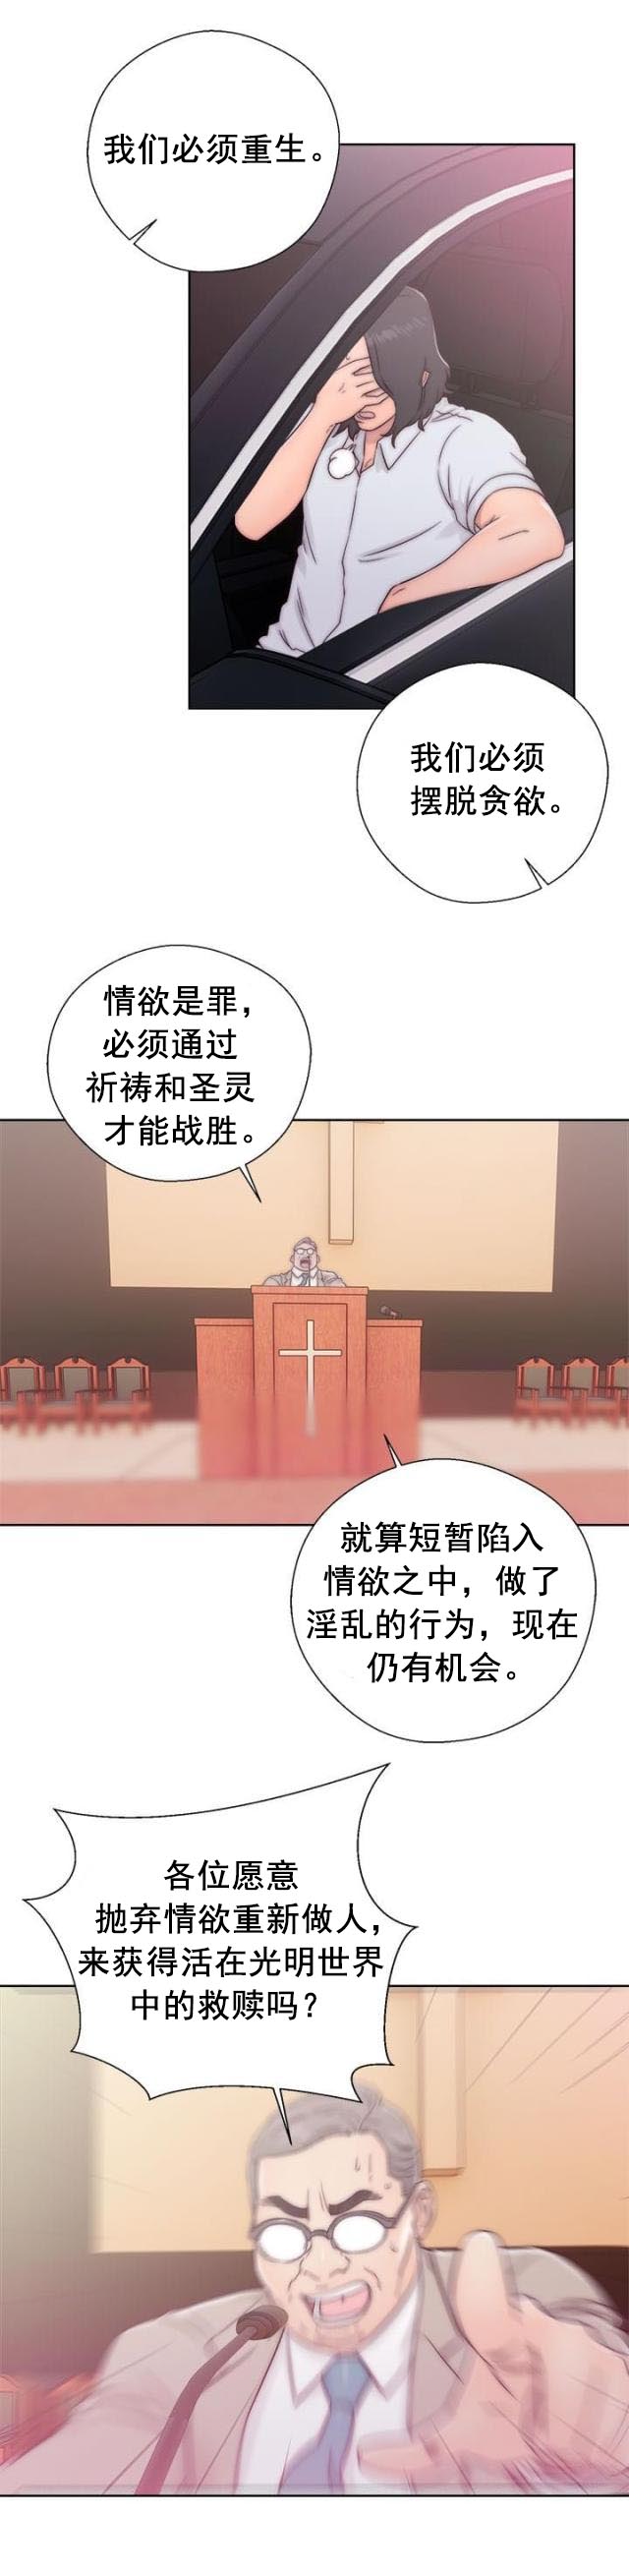 我们必须重生。
我们必须
摆脱贪欲。
情欲是罪，
必须通过
祈祷和圣灵
才能战胜。
就算短暂陷入
情欲之中，做了
淫乱的行为，现在
仍有机会。
各位愿意
抛弃情欲重新做人，
来获得活在光明世界
中的救赎吗？